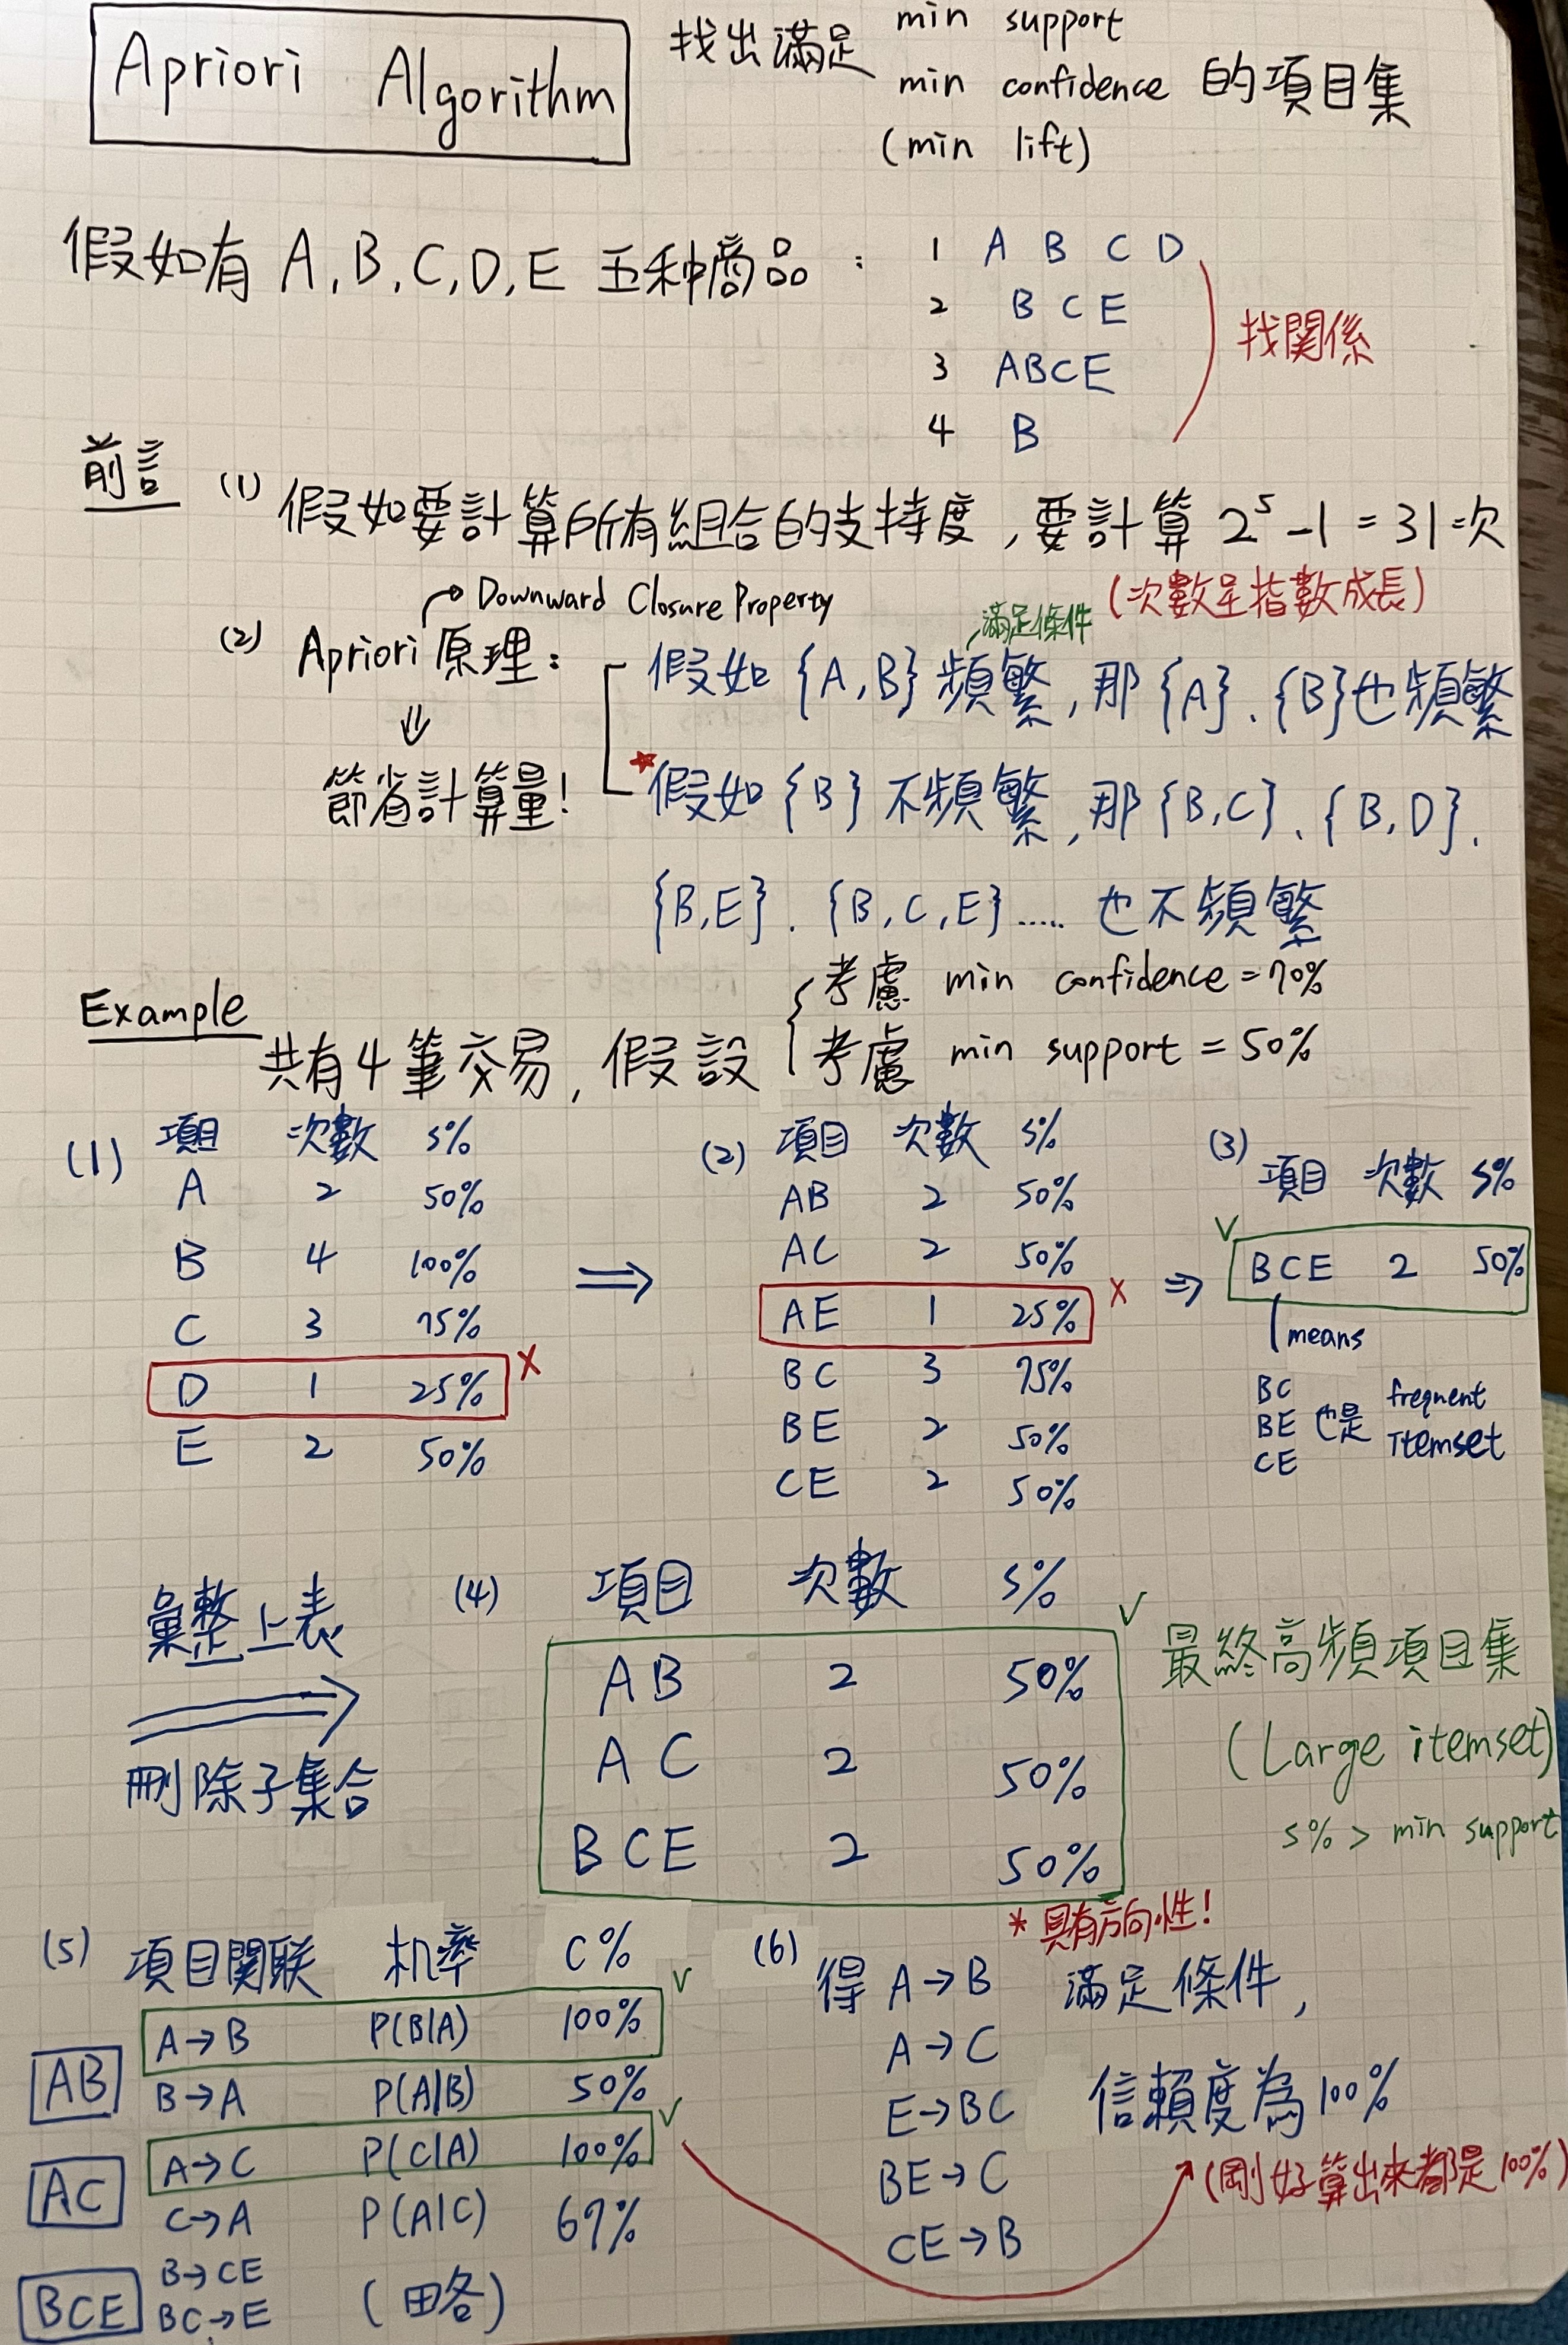 Apriori Algorithm
找出滿足 min support
min confidence 的項目集
(min lift)
假如有 A, B, C, D, E 五种商品 :
1 A B C D
2 B C E
3 ABCE
4 B
找關係
前言
(1) 假如要計算所有組合的支持度, 要計算 2⁵-1 = 31次
(次數呈指數成長)
→ Downward Closure Property
(2) Apriori 原理:
⇓
節省計算量!
滿足條件
假如 {A,B} 頻繁, 那 {A}、{B}也頻繁
* 假如 {B} 不頻繁, 那 {B,C}、{B,D}、
{B,E}、{B,C,E}..... 也不頻繁
Example
共有4筆交易, 假設
考慮 min confidence = 70%
考慮 min support = 50%
(1) 項目 次數 s%
A 2 50%
B 4 100%
C 3 75%
D 1 25% X
E 2 50%
⇒
(2) 項目 次數 s%
AB 2 50%
AC 2 50%
AE 1 25% X
BC 3 75%
BE 2 50%
CE 2 50%
⇒
(3) 項目 次數 s%
✓ BCE 2 50%
means
BC
BE 也是 frequent Itemset
CE
彙整上表
⇒
刪除子集合
(4) 項目 次數 s%
AB 2 50%
AC 2 50%
BCE 2 50%
✓ 最終高頻項目集
(Large itemset)
s% > min support
(5) 項目関联 机率 C%
AB
A→B P(B|A) 100% ✓
B→A P(A|B) 50%
AC
A→C P(C|A) 100% ✓
C→A P(A|C) 67%
BCE
B→CE
BC→E
(田各)
* 具有方向性!
(6) 得 A→B 滿足條件,
A→C
E→BC 信賴度為100%
BE→C
CE→B
(剛好算出來都是100%)